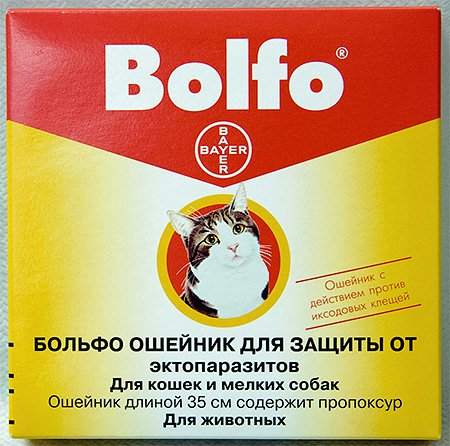 Bolfo®
BAYER
BAYER
Ошейник с
действием против
иксодовых клещей
БОЛЬФО ОШЕЙНИК ДЛЯ ЗАЩИТЫ ОТ
эктопаразитов
Для кошек и мелких собак
Ошейник длиной 35 см содержит пропоксур
Для животных